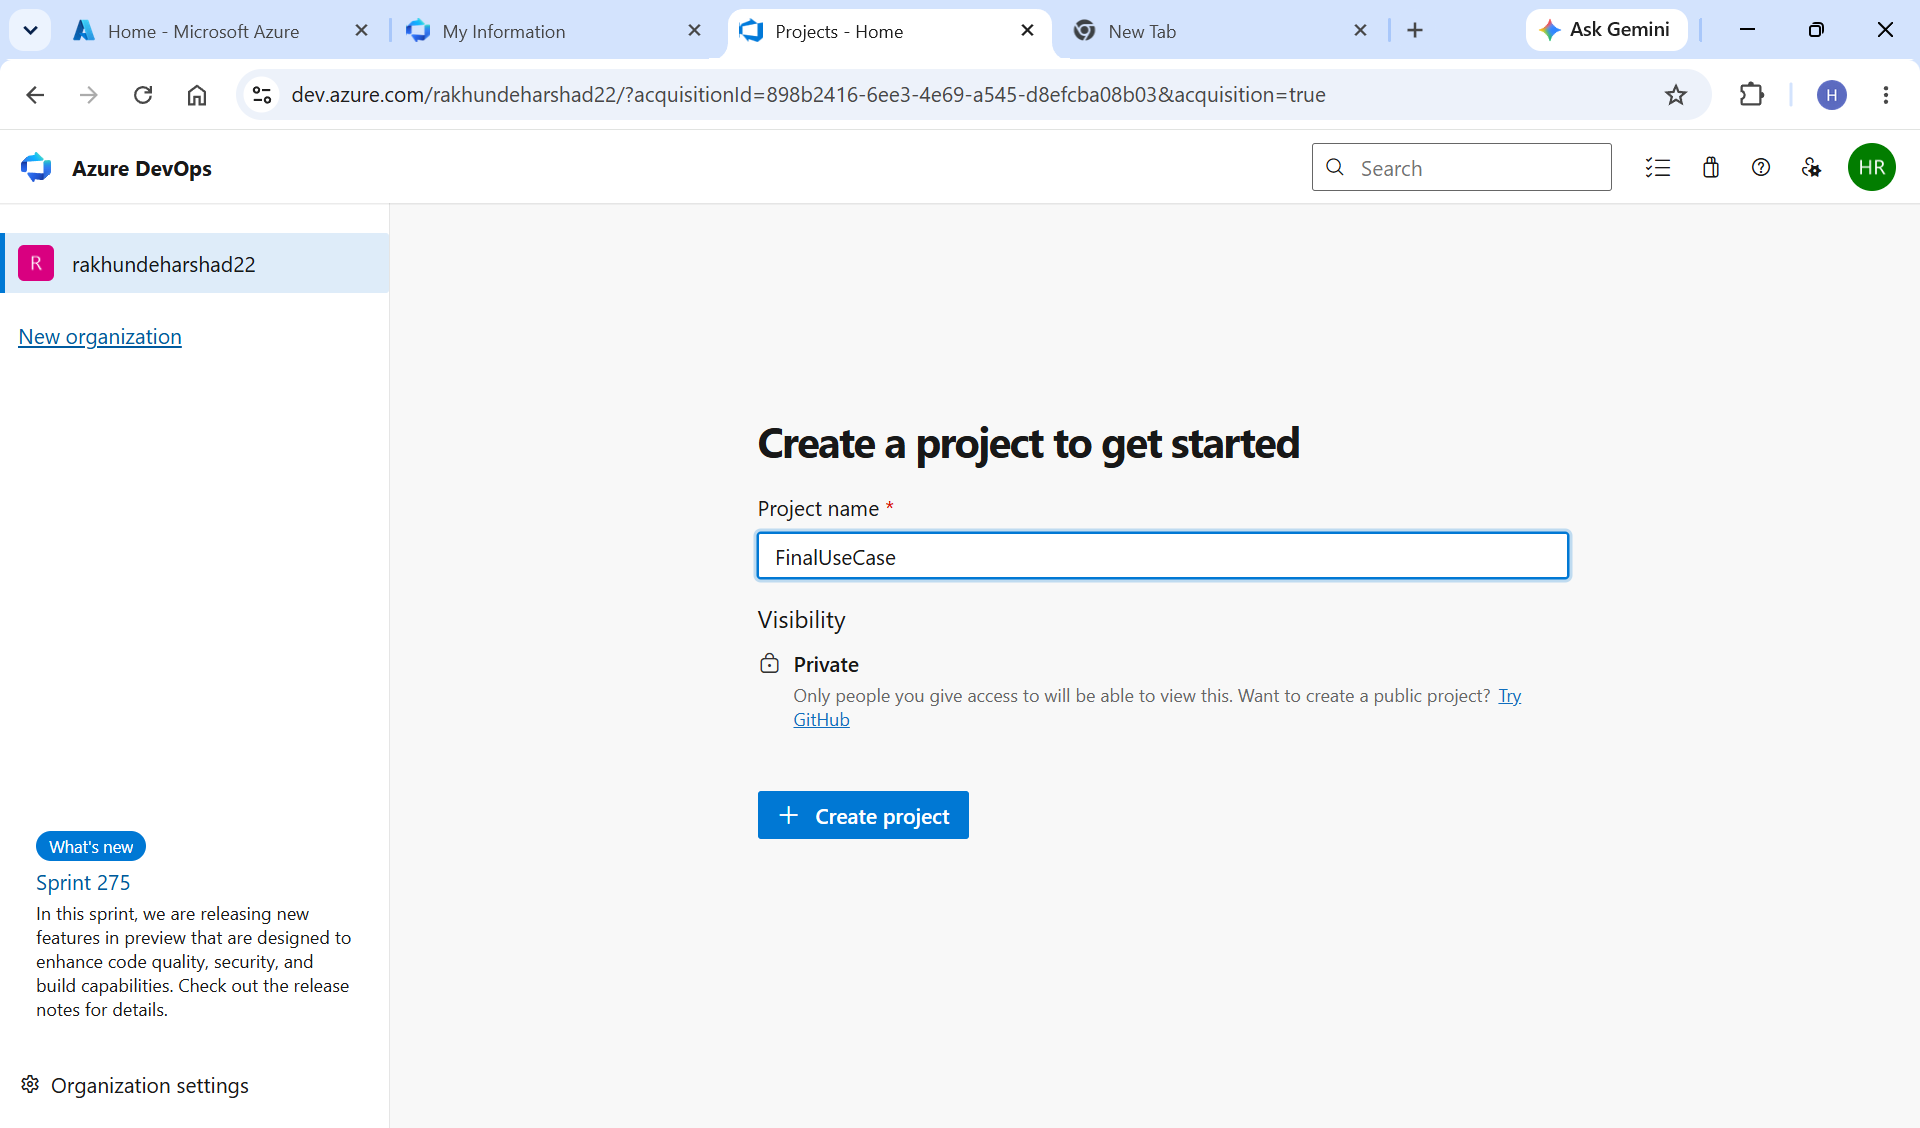 Home - Microsoft Azure
My Information
Projects - Home
New Tab
Ask Gemini
dev.azure.com/rakhundeharshad22/?acquisitionId=898b2416-6ee3-4e69-a545-d8efcba08b03&acquisition=true
H
Azure DevOps
Search
HR
R
rakhundeharshad22
New organization
Create a project to get started
Project name *
FinalUseCase
Visibility
Private
Only people you give access to will be able to view this. Want to create a public project? Try
GitHub
Create project
What's new
Sprint 275
In this sprint, we are releasing new
features in preview that are designed to
enhance code quality, security, and
build capabilities. Check out the release
notes for details.
Organization settings